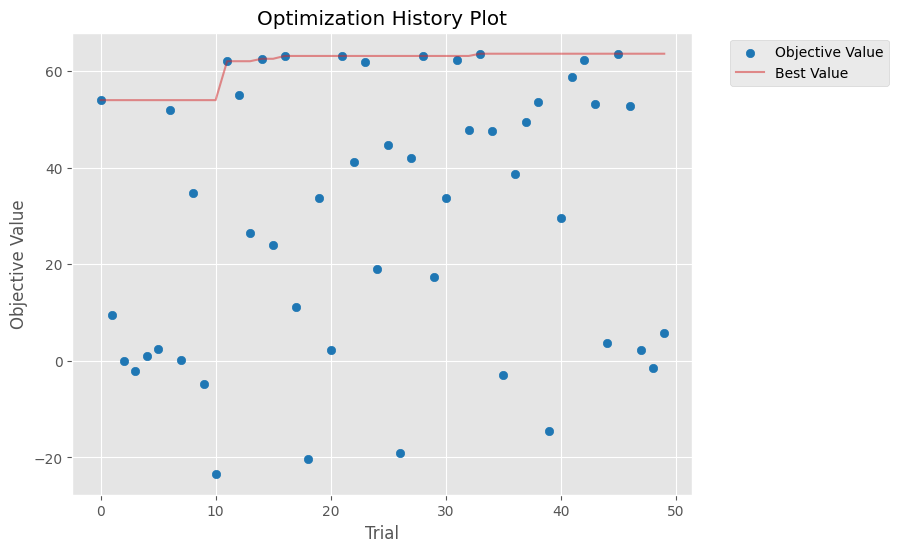 Optimization History Plot
Objective Value
Best Value
Objective Value
60
40
20
0
−20
0 10 20 30 40 50
Trial